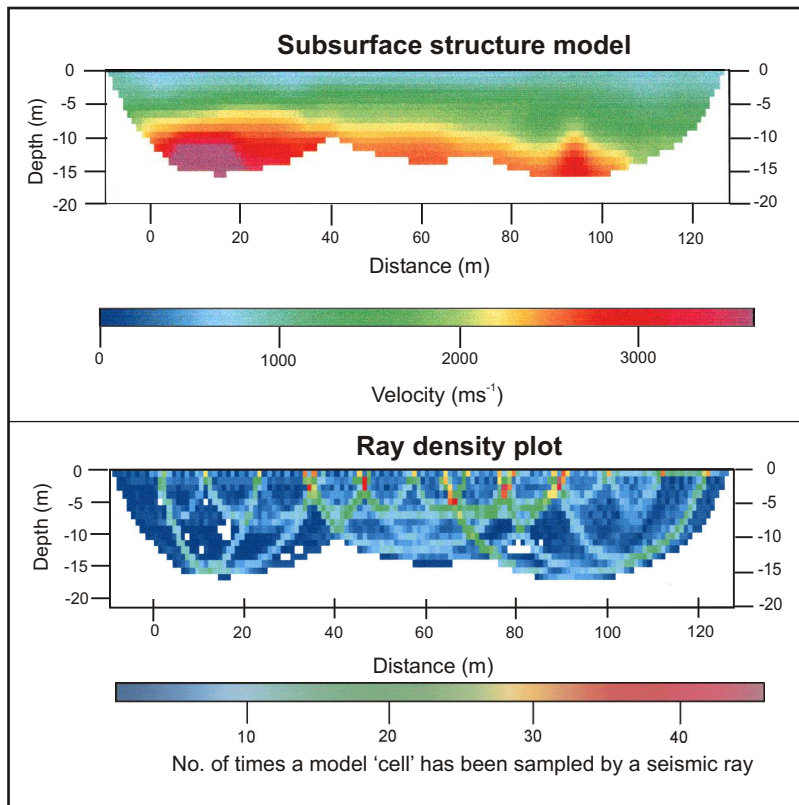 Subsurface structure model
0
-5
-10
-15
-20
Depth (m)
0
-5
-10
-15
-20
0 20 40 60 80 100 120
Distance (m)
0 1000 2000 3000
Velocity (ms-1)
Ray density plot
0
-5
-10
-15
-20
Depth (m)
0
-5
-10
-15
-20
0 20 40 60 80 100 120
Distance (m)
10 20 30 40
No. of times a model ‘cell’ has been sampled by a seismic ray